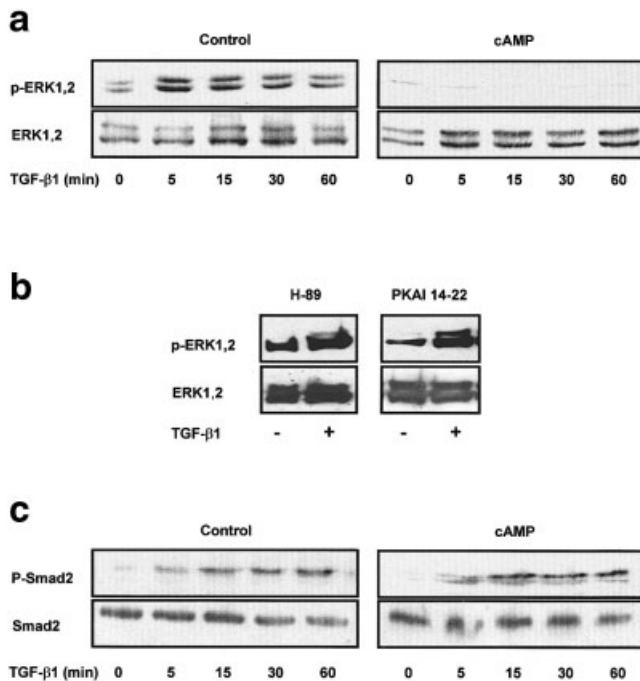 a
Control cAMP
p-ERK1,2
ERK1,2
TGF-β1 (min) 0 5 15 30 60 0 5 15 30 60
b
H-89 PKAI 14-22
p-ERK1,2
ERK1,2
TGF-β1 - + - +
c
Control cAMP
P-Smad2
Smad2
TGF-β1 (min) 0 5 15 30 60 0 5 15 30 60